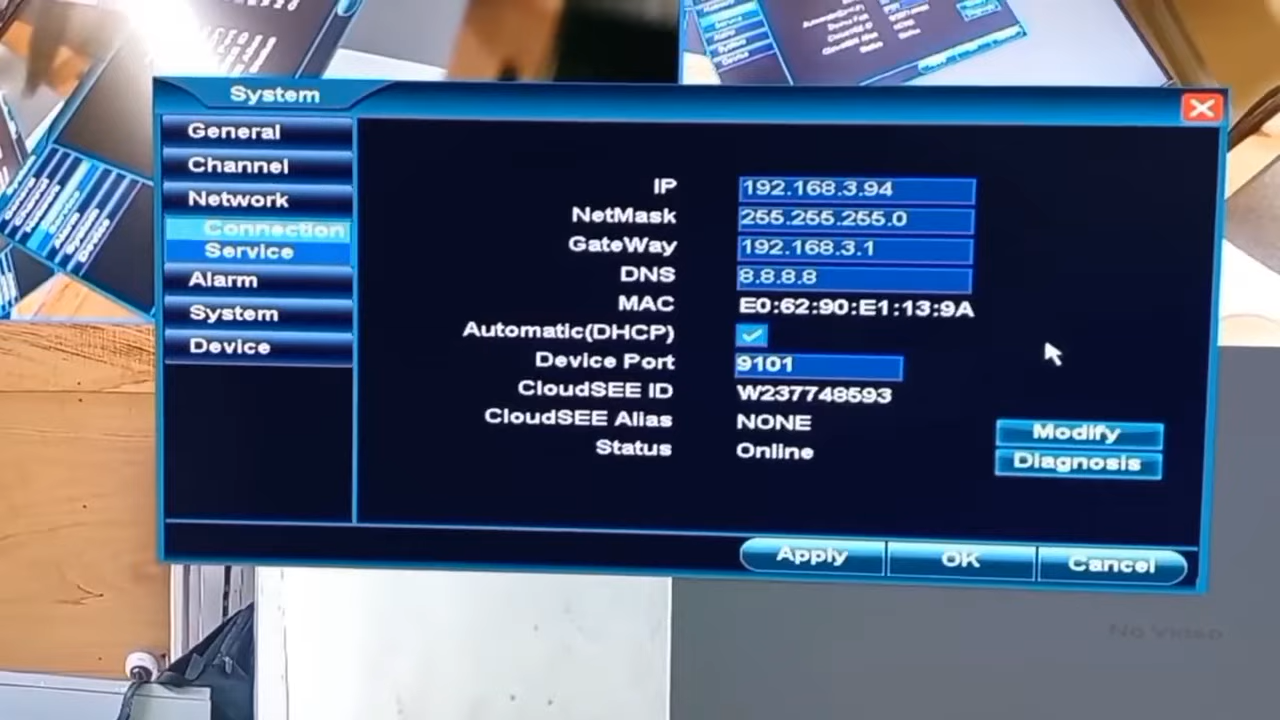 System
General
Channel
Network
Connection
Service
Alarm
System
Device
IP 192.168.3.94
NetMask 255.255.255.0
GateWay 192.168.3.1
DNS 8.8.8.8
MAC E0:62:90:E1:13:9A
Automatic(DHCP)
Device Port 9101
CloudSEE ID W237748593
CloudSEE Alias NONE
Status Online
Modify
Diagnosis
Apply OK Cancel
No Video